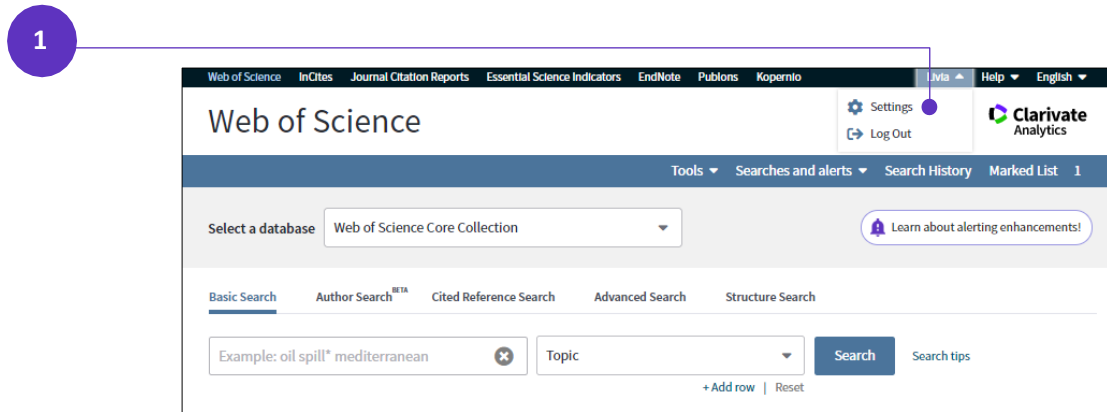 1
Web of Science InCites Journal Citation Reports Essential Science Indicators EndNote Publons Kopernio Livia Help English
Web of Science
Settings
Log Out
Clarivate
Analytics
Tools Searches and alerts Search History Marked List 1
Select a database Web of Science Core Collection
Learn about alerting enhancements!
Basic Search Author Search BETA Cited Reference Search Advanced Search Structure Search
Example: oil spill* mediterranean Topic Search Search tips
+ Add row | Reset